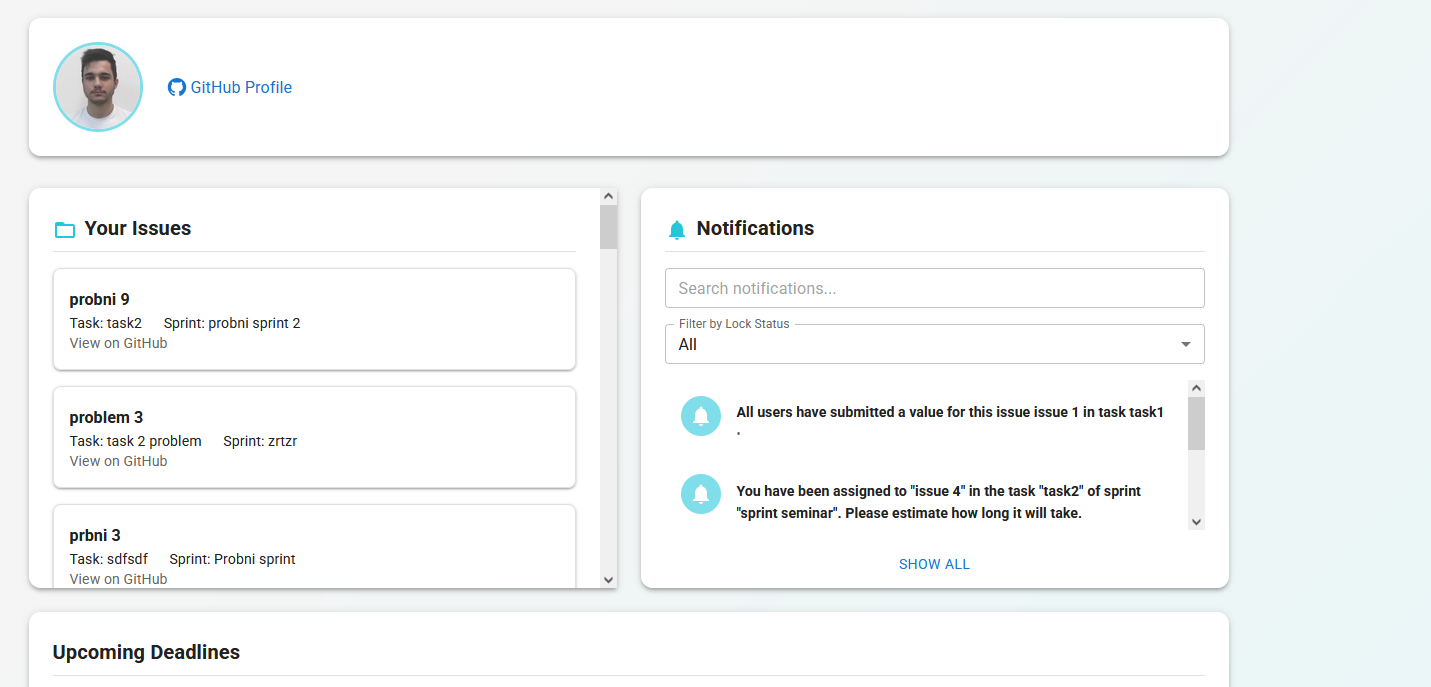 GitHub Profile
Your Issues
probni 9
Task: task2 Sprint: probni sprint 2
View on GitHub
problem 3
Task: task 2 problem Sprint: zrtzr
View on GitHub
prbni 3
Task: sdfsdf Sprint: Probni sprint
View on GitHub
Notifications
Search notifications...
Filter by Lock Status
All
All users have submitted a value for this issue issue 1 in task task1
.
You have been assigned to "issue 4" in the task "task2" of sprint
"sprint seminar". Please estimate how long it will take.
SHOW ALL
Upcoming Deadlines